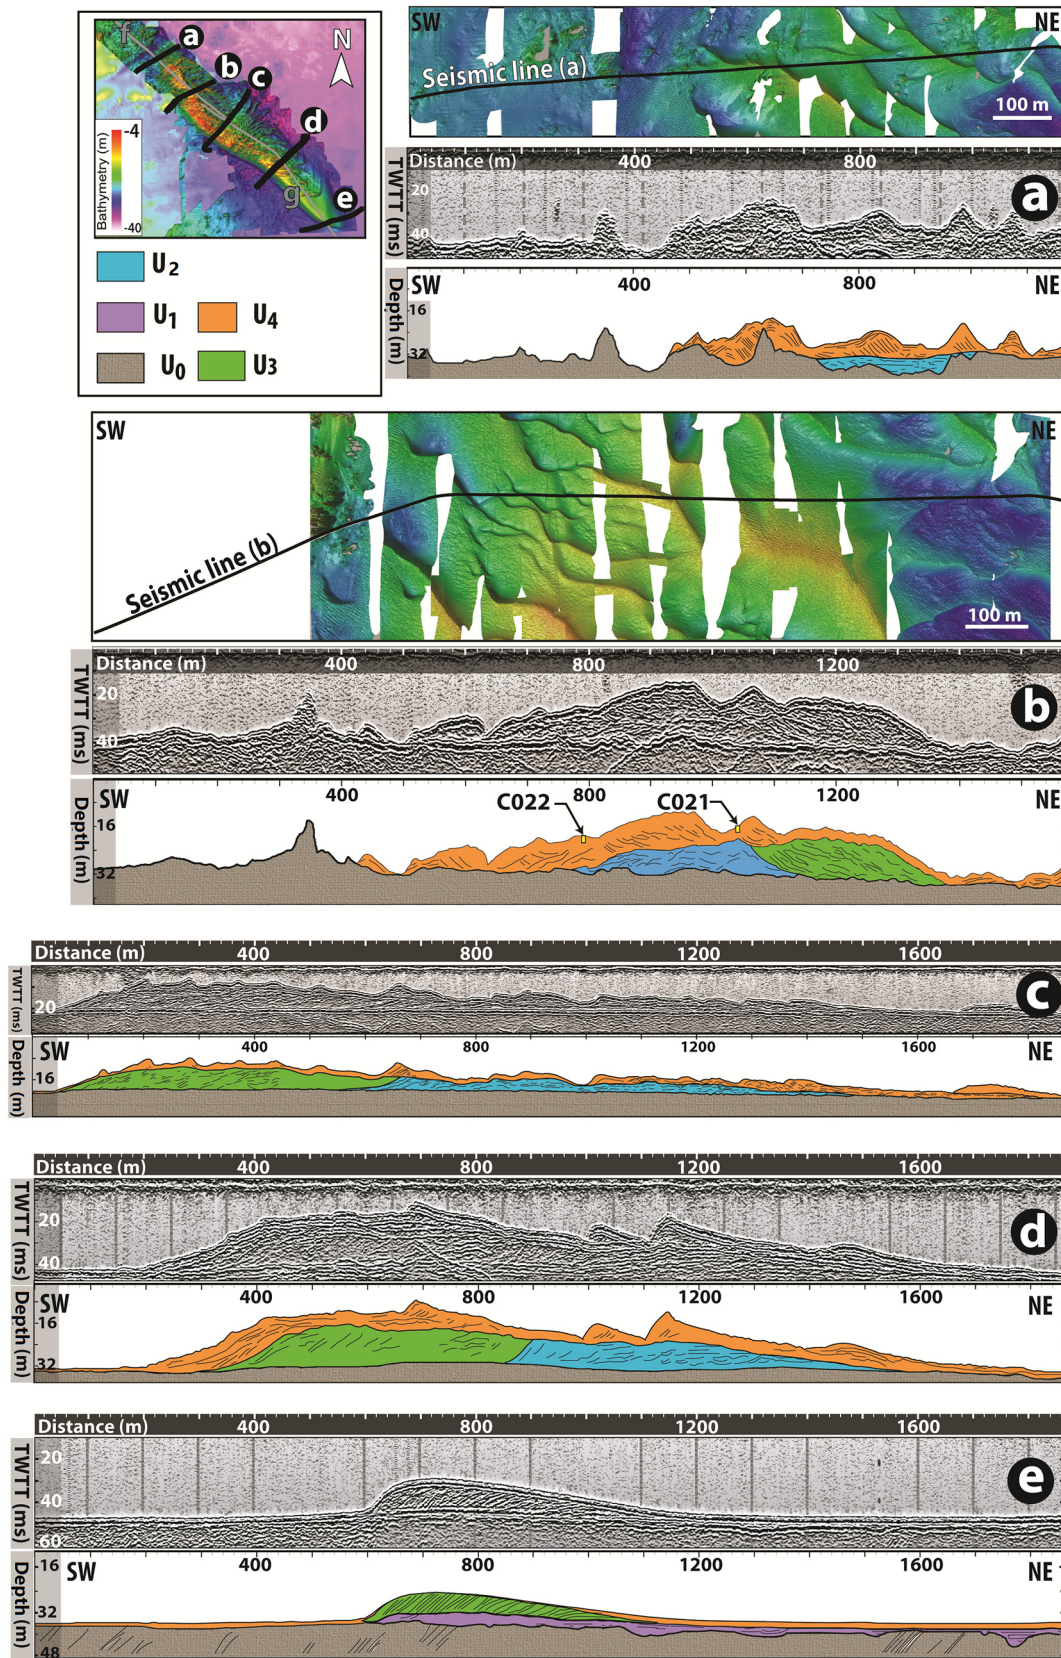 f
a
b
c
d
g
e
N
-4
Bathymetry (m)
-40
U2
U1
U4
U0
U3
SW
NE
Seismic line (a)
100 m
Distance (m)
400
800
TWTT (ms)
20
40
a
SW
400
800
NE
Depth (m)
16
32
SW
NE
Seismic line (b)
100 m
Distance (m)
400
800
1200
TWTT (ms)
20
40
b
SW
400
800
1200
NE
C022
C021
Depth (m)
16
32
Distance (m)
400
800
1200
1600
TWTT (ms)
20
c
SW
400
800
1200
1600
NE
Depth (m)
16
Distance (m)
400
800
1200
1600
TWTT (ms)
20
40
d
SW
400
800
1200
1600
NE
Depth (m)
16
32
Distance (m)
400
800
1200
1600
TWTT (ms)
20
40
60
e
SW
400
800
1200
1600
NE
Depth (m)
-16
-32
-48